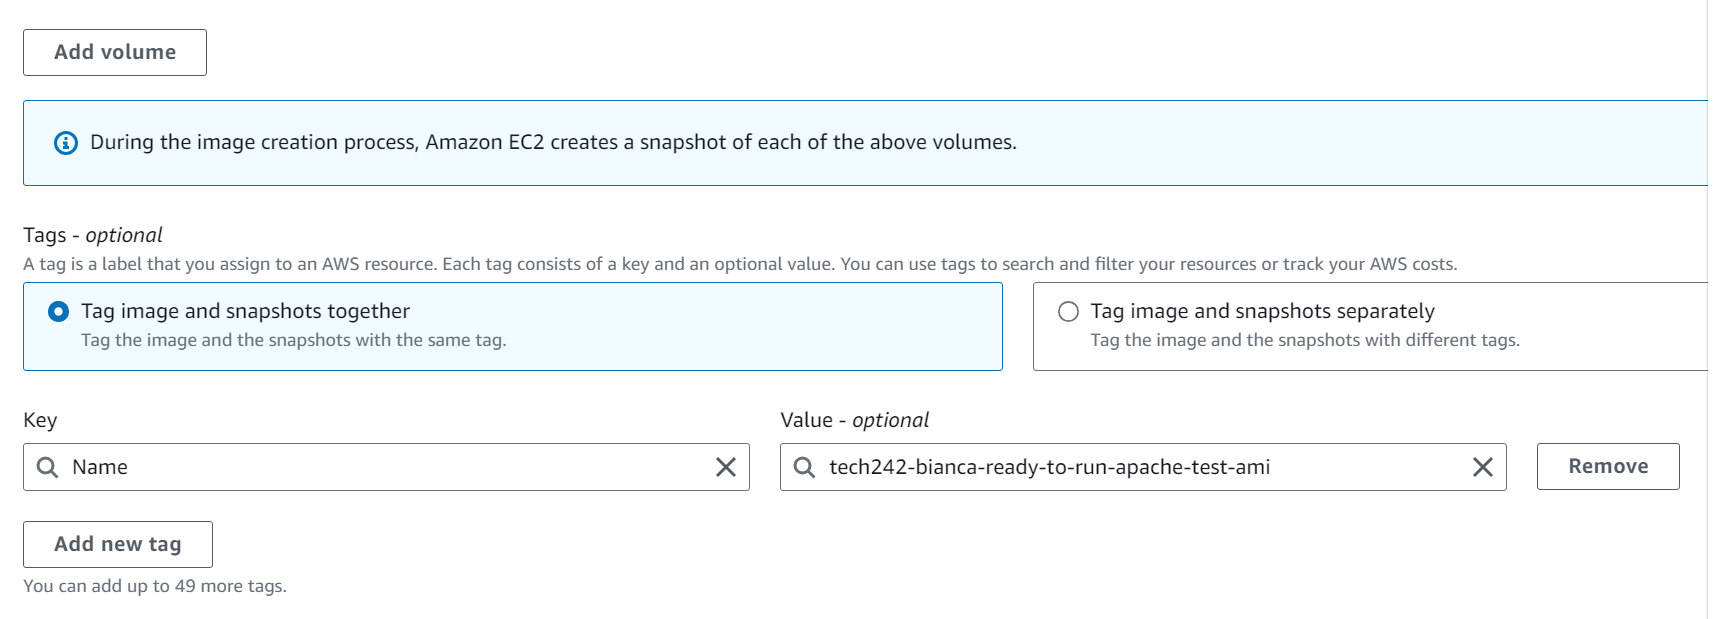 Add volume
During the image creation process, Amazon EC2 creates a snapshot of each of the above volumes.
Tags - optional
A tag is a label that you assign to an AWS resource. Each tag consists of a key and an optional value. You can use tags to search and filter your resources or track your AWS costs.
Tag image and snapshots together
Tag the image and the snapshots with the same tag.
Tag image and snapshots separately
Tag the image and the snapshots with different tags.
Key
Value - optional
Name
tech242-bianca-ready-to-run-apache-test-ami
Remove
Add new tag
You can add up to 49 more tags.